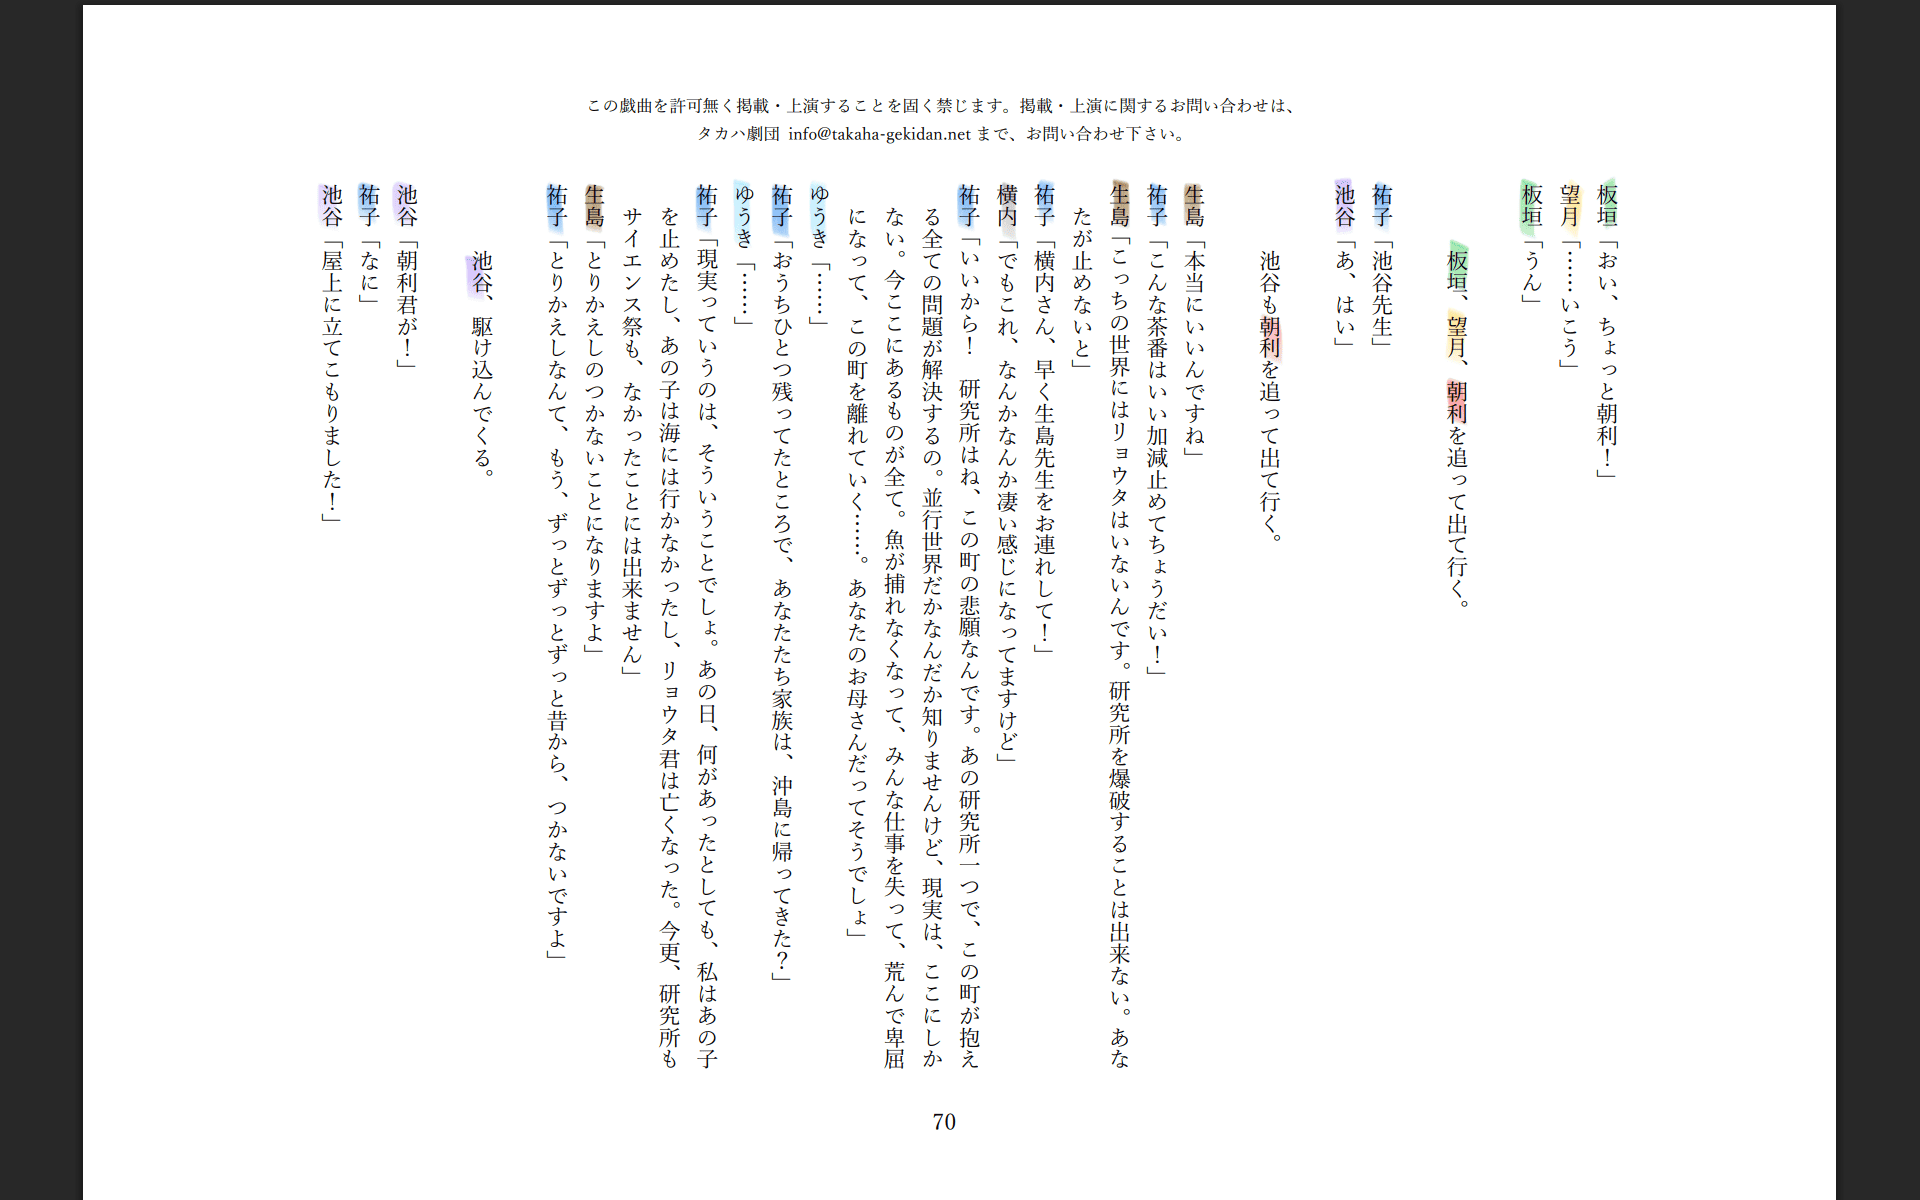 この戯曲を許可無く掲載・上演することを固く禁じます。掲載・上演に関するお問い合わせは、
タカハ劇団 info@takaha-gekidan.net まで、お問い合わせ下さい。
板垣「おい、ちょっと朝利！」
望月「……いこう」
板垣「うん」
板垣、望月、朝利を追って出て行く。
祐子「池谷先生」
池谷「あ、はい」
池谷も朝利を追って出て行く。
生島「本当にいいんですね」
祐子「こんな茶番はいい加減止めてちょうだい！」
生島「こっちの世界にはリョウタはいないんです。研究所を爆破することは出来ない。あな
たが止めないと」
祐子「横内さん、早く生島先生をお連れして！」
横内「でもこれ、なんかなんか凄い感じになってますけど」
祐子「いいから！　研究所はね、この町の悲願なんです。あの研究所一つで、この町が抱え
る全ての問題が解決するの。並行世界だかなんだか知りませんけど、現実は、ここにしか
ない。今ここにあるものが全て。魚が捕れなくなって、みんな仕事を失って、荒んで卑屈
になって、この町を離れていく……。あなたのお母さんだってそうでしょ」
ゆうき「……」
祐子「おうちひとつ残ってたところで、あなたたち家族は、沖島に帰ってきた？」
ゆうき「……」
祐子「現実っていうのは、そういうことでしょ。あの日、何があったとしても、私はあの子
を止めたし、あの子は海には行かなかったし、リョウタ君は亡くなった。今更、研究所も
サイエンス祭も、なかったことには出来ません」
生島「とりかえしのつかないことになりますよ」
祐子「とりかえしなんて、もう、ずっとずっとずっと昔から、つかないですよ」
池谷、駆け込んでくる。
池谷「朝利君が！」
祐子「なに」
池谷「屋上に立てこもりました！」
70